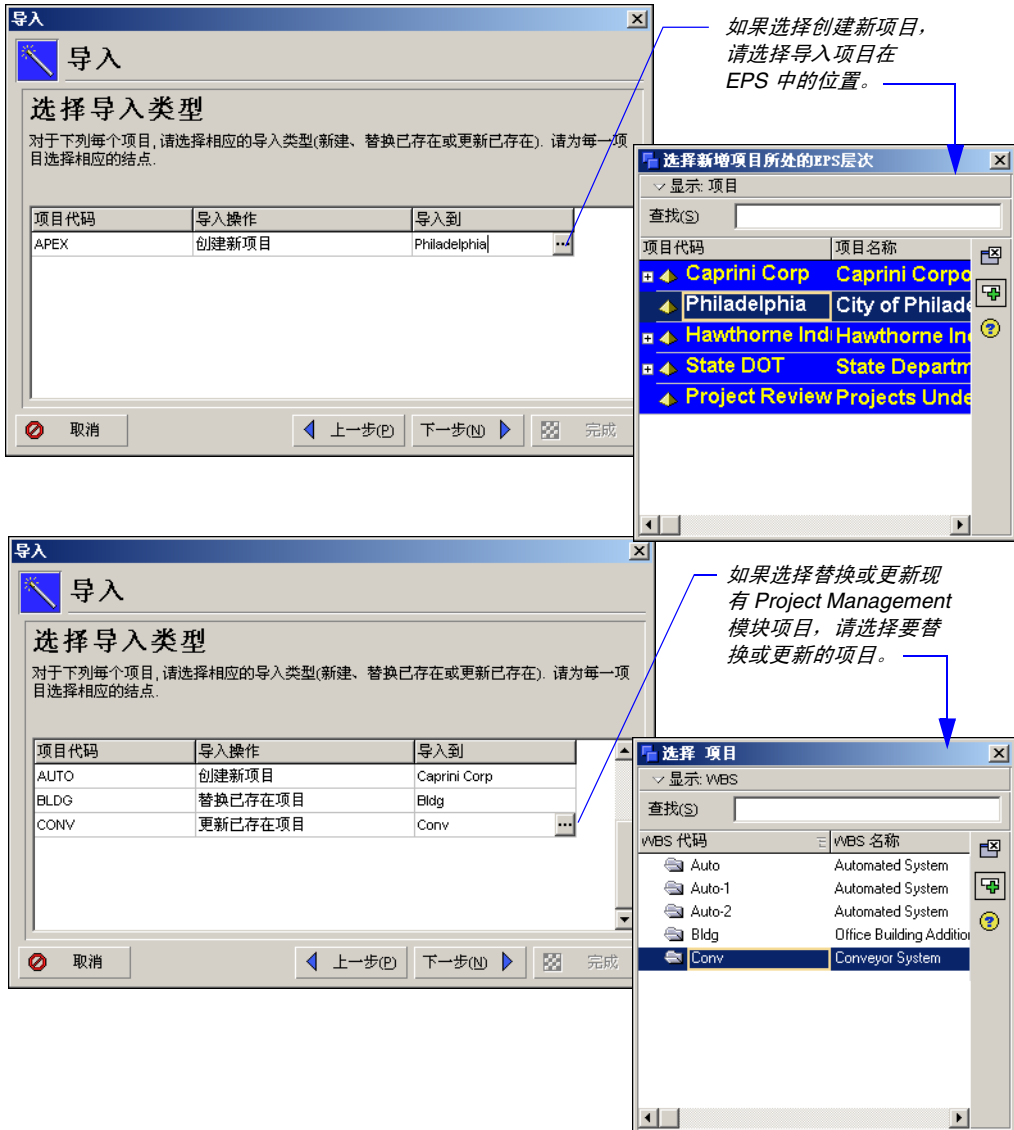 导入
导入
选择导入类型
对于下列每个项目,请选择相应的导入类型(新建、替换已存在或更新已存在). 请为每一项
目选择相应的结点.
项目代码 导入操作 导入到
APEX 创建新项目 Philadelphia ...
取消 上一步(P) 下一步(N) 完成
如果选择创建新项目，
请选择导入项目在
EPS 中的位置。
选择新增项目所处的EPS层次
显示: 项目
查找(S)
项目代码 项目名称
Caprini Corp Caprini Corpo
Philadelphia City of Philade
Hawthorne Indu Hawthorne In
State DOT State Departm
Project Review Projects Unde
导入
导入
选择导入类型
对于下列每个项目,请选择相应的导入类型(新建、替换已存在或更新已存在). 请为每一项
目选择相应的结点.
项目代码 导入操作 导入到
AUTO 创建新项目 Caprini Corp
BLDG 替换已存在项目 Bldg
CONV 更新已存在项目 Conv ...
取消 上一步(P) 下一步(N) 完成
如果选择替换或更新现
有 Project Management
模块项目，请选择要替
换或更新的项目。
选择 项目
显示: WBS
查找(S)
WBS 代码 WBS 名称
Auto Automated System
Auto-1 Automated System
Auto-2 Automated System
Bldg Office Building Addition
Conv Conveyor System